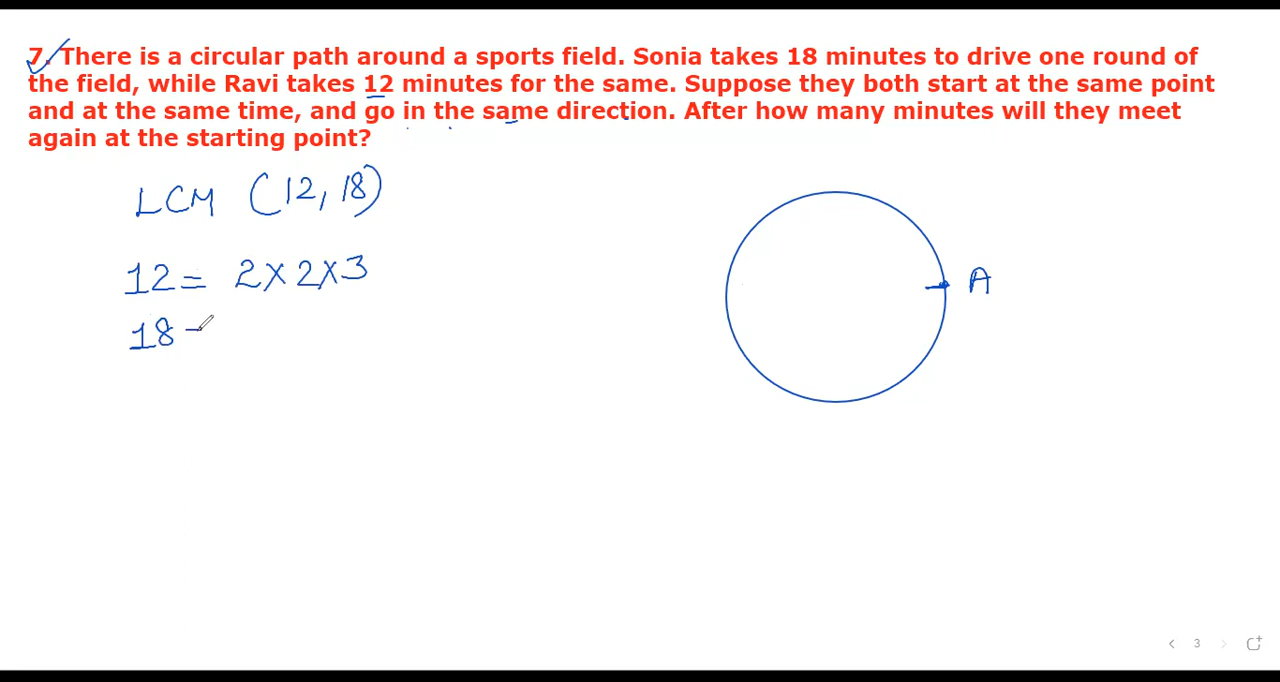 7. There is a circular path around a sports field. Sonia takes 18 minutes to drive one round of
the field, while Ravi takes 12 minutes for the same. Suppose they both start at the same point
and at the same time, and go in the same direction. After how many minutes will they meet
again at the starting point?
LCM (12, 18)
12 = 2×2×3
18 -
A
3